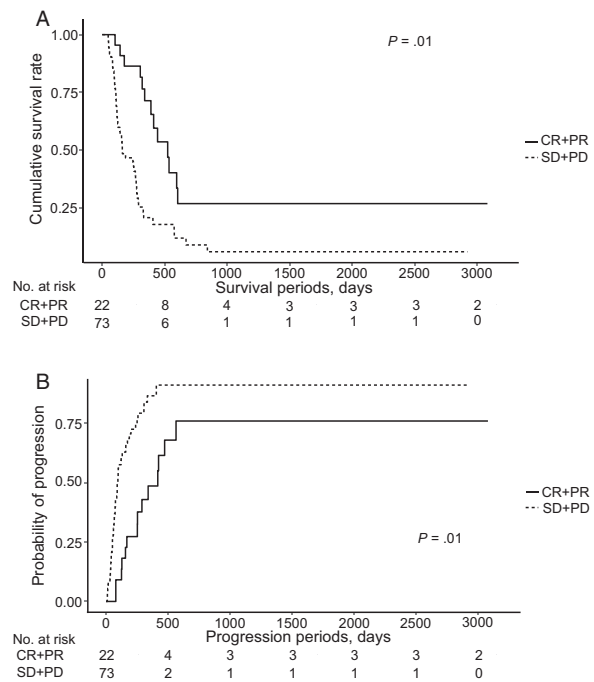 A
1.00
0.75
0.50
0.25
Cumulative survival rate
P = .01
CR+PR
SD+PD
0 500 1000 1500 2000 2500 3000
Survival periods, days
No. at risk
CR+PR 22 8 4 3 3 3 2
SD+PD 73 6 1 1 1 1 0
B
0.75
0.50
0.25
0.00
Probability of progression
P = .01
CR+PR
SD+PD
0 500 1000 1500 2000 2500 3000
Progression periods, days
No. at risk
CR+PR 22 4 3 3 3 3 2
SD+PD 73 2 1 1 1 1 0